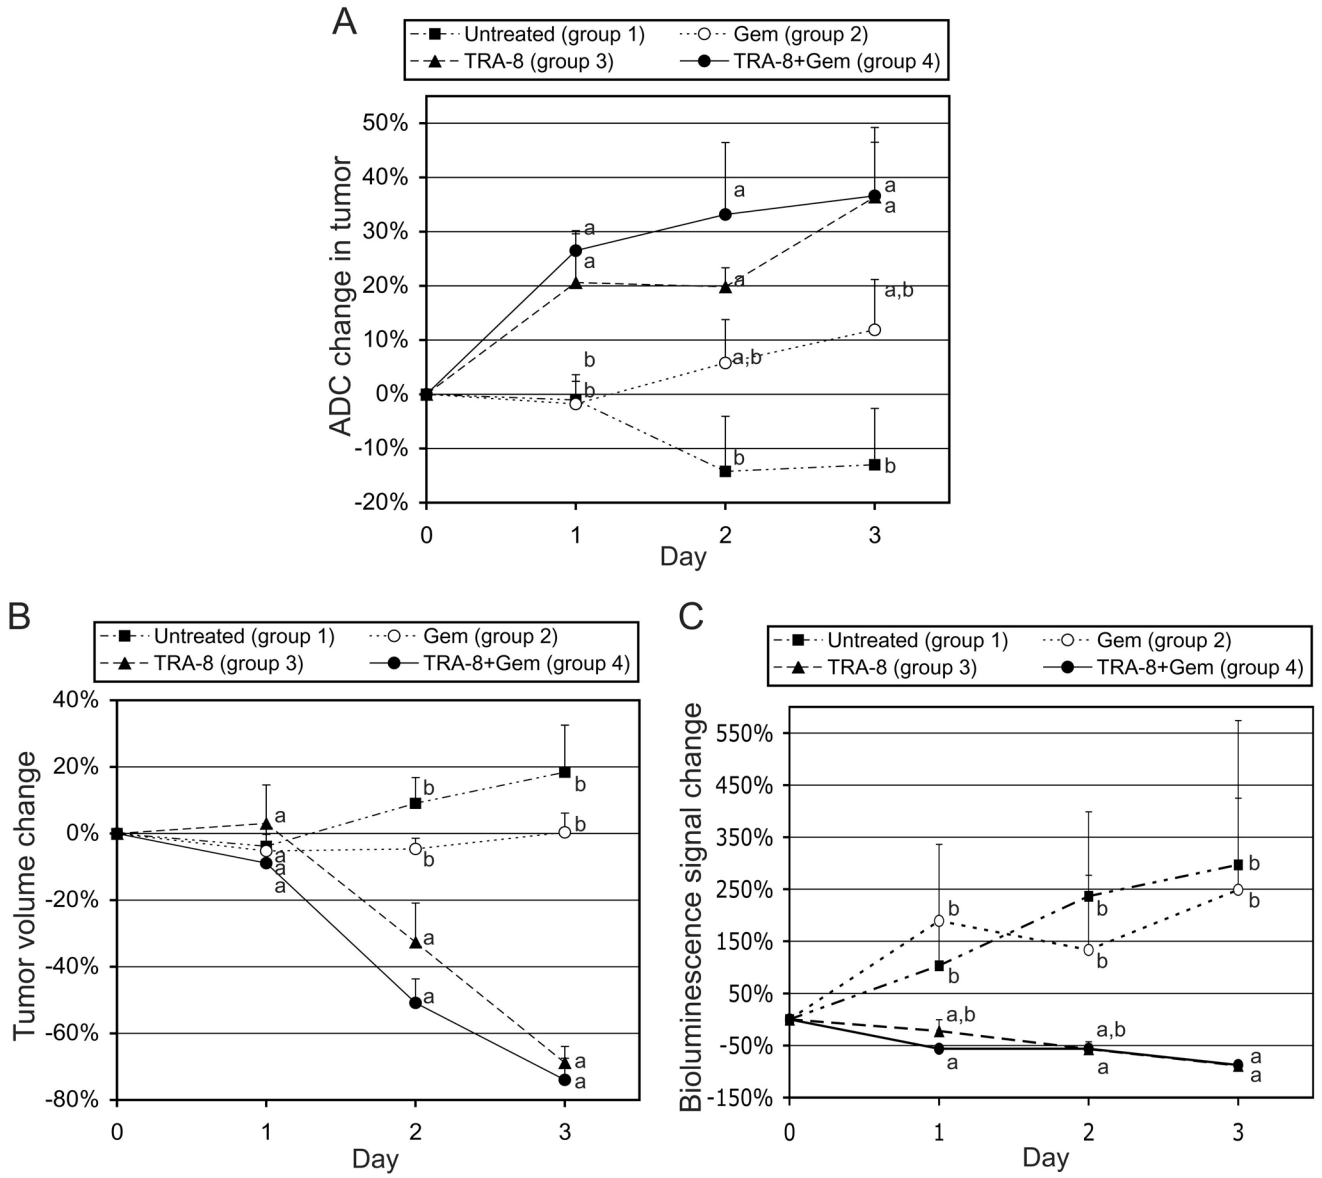 A
Untreated (group 1) Gem (group 2)
TRA-8 (group 3) TRA-8+Gem (group 4)
ADC change in tumor
50%
40%
30%
20%
10%
0%
-10%
-20%
a
a
a
a
a
a
a,b
a,b
b
b
b
b
0 1 2 3
Day
B
Untreated (group 1) Gem (group 2)
TRA-8 (group 3) TRA-8+Gem (group 4)
Tumor volume change
40%
20%
0%
-20%
-40%
-60%
-80%
a
b
b
b
b
a
a
a
a
a
a
a
0 1 2 3
Day
C
Untreated (group 1) Gem (group 2)
TRA-8 (group 3) TRA-8+Gem (group 4)
Bioluminescence signal change
550%
450%
350%
250%
150%
50%
-50%
-150%
b
b
b
b
b
b
a,b
a,b
a
a
a
a
0 1 2 3
Day